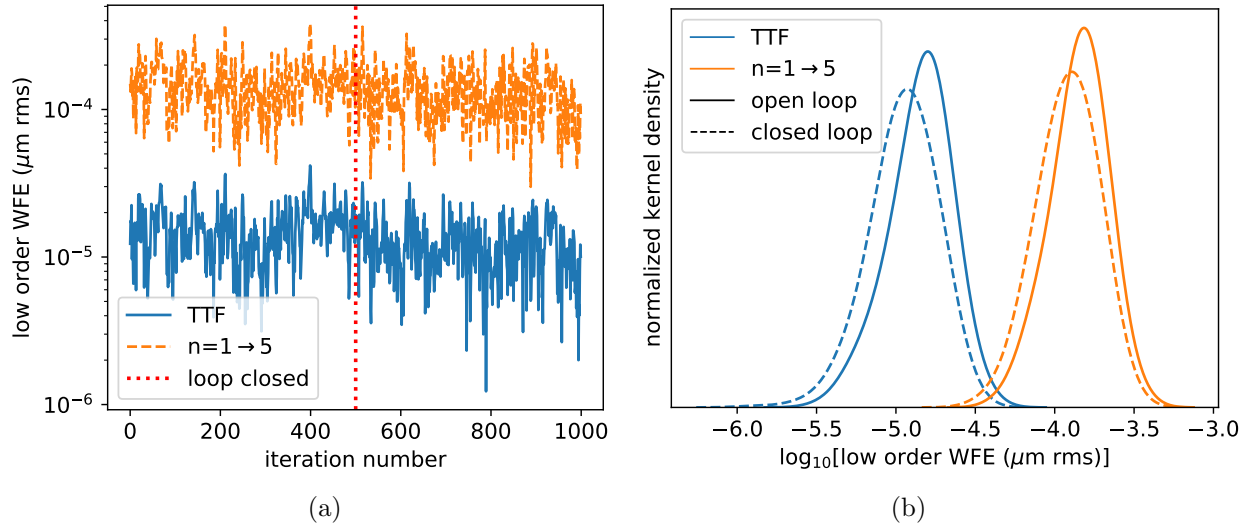 low order WFE (μm rms)
10⁻⁴
10⁻⁵
10⁻⁶
TTF
n=1→5
loop closed
0
200
400
600
800
1000
iteration number
(a)
normalized kernel density
TTF
n=1→5
open loop
closed loop
−6.0
−5.5
−5.0
−4.5
−4.0
−3.5
−3.0
log₁₀[low order WFE (μm rms)]
(b)